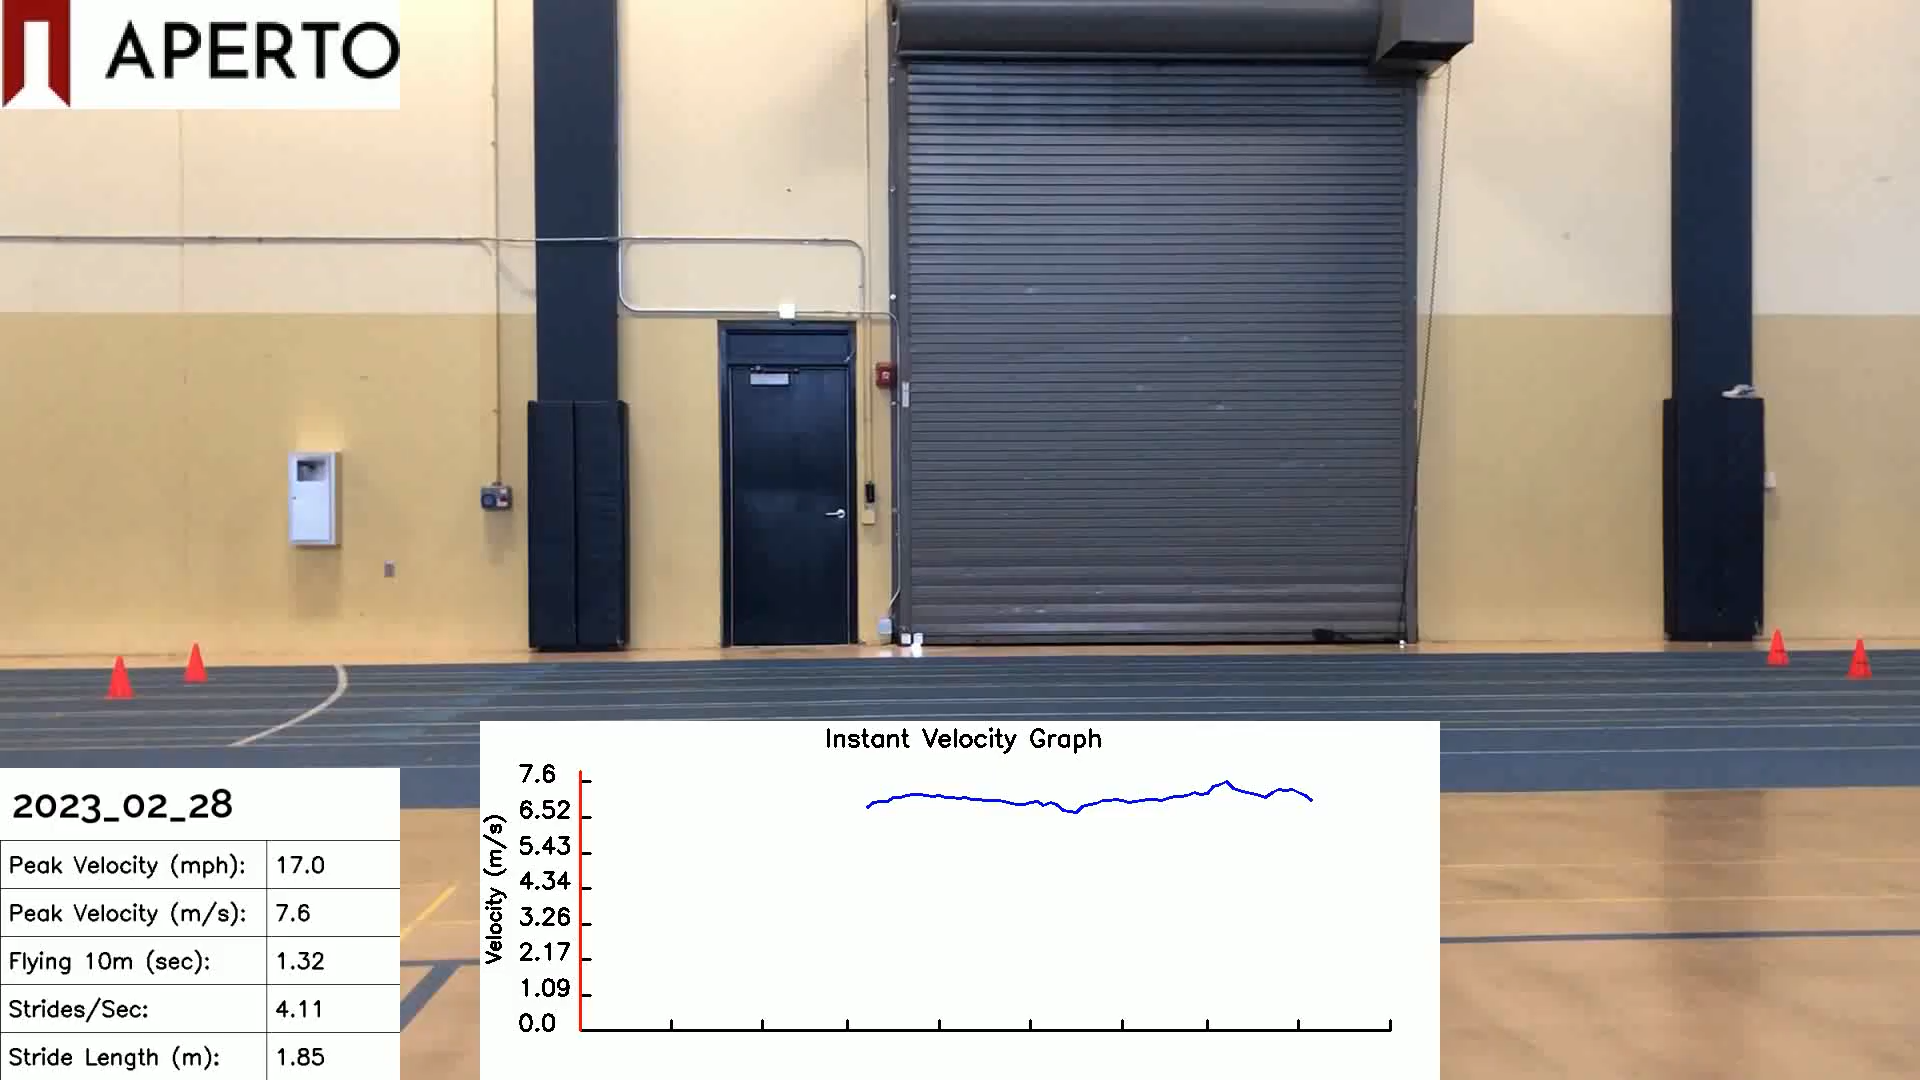 APERTO
2023_02_28
Peak Velocity (mph): 17.0
Peak Velocity (m/s): 7.6
Flying 10m (sec): 1.32
Strides/Sec: 4.11
Stride Length (m): 1.85
Instant Velocity Graph
Velocity (m/s)
7.6
6.52
5.43
4.34
3.26
2.17
1.09
0.0